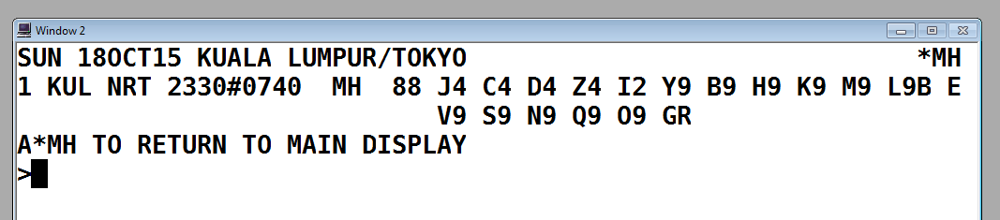 Window 2
SUN 18OCT15 KUALA LUMPUR/TOKYO *MH
1 KUL NRT 2330#0740 MH 88 J4 C4 D4 Z4 I2 Y9 B9 H9 K9 M9 L9B E
V9 S9 N9 Q9 O9 GR
A*MH TO RETURN TO MAIN DISPLAY
>